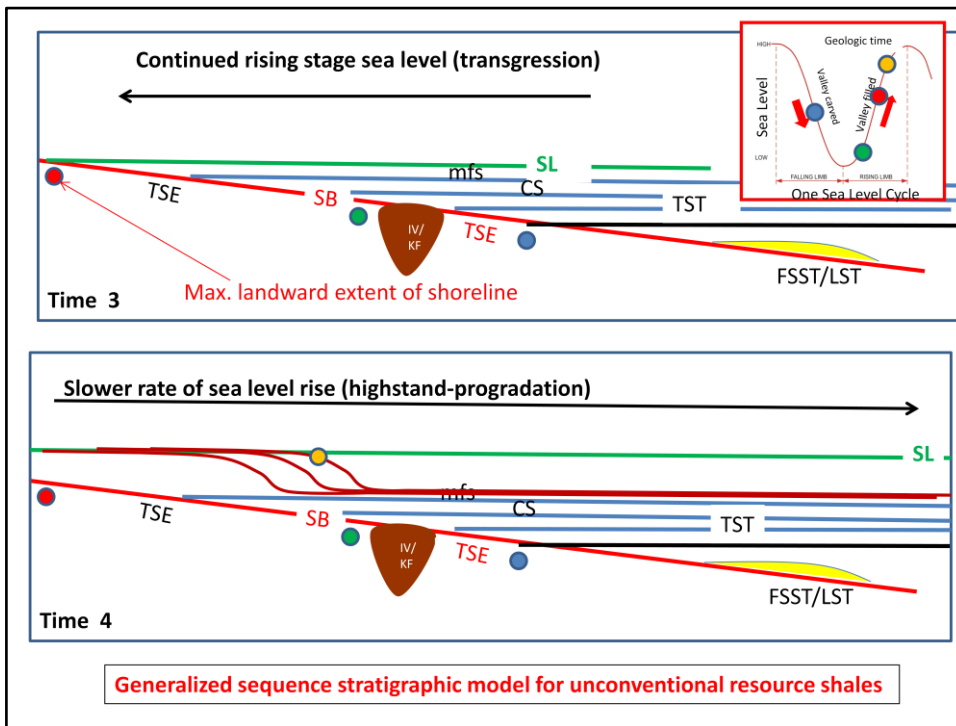 Continued rising stage sea level (transgression)
HIGH
Geologic time
Sea Level
Valley carved
Valley filled
LOW
FALLING LIMB
RISING LIMB
One Sea Level Cycle
SL
mfs
CS
TSE
SB
TST
IV/
KF
TSE
FSST/LST
Max. landward extent of shoreline
Time 3
Slower rate of sea level rise (highstand-progradation)
SL
mfs
CS
TSE
SB
TST
IV/
KF
TSE
FSST/LST
Time 4
Generalized sequence stratigraphic model for unconventional resource shales